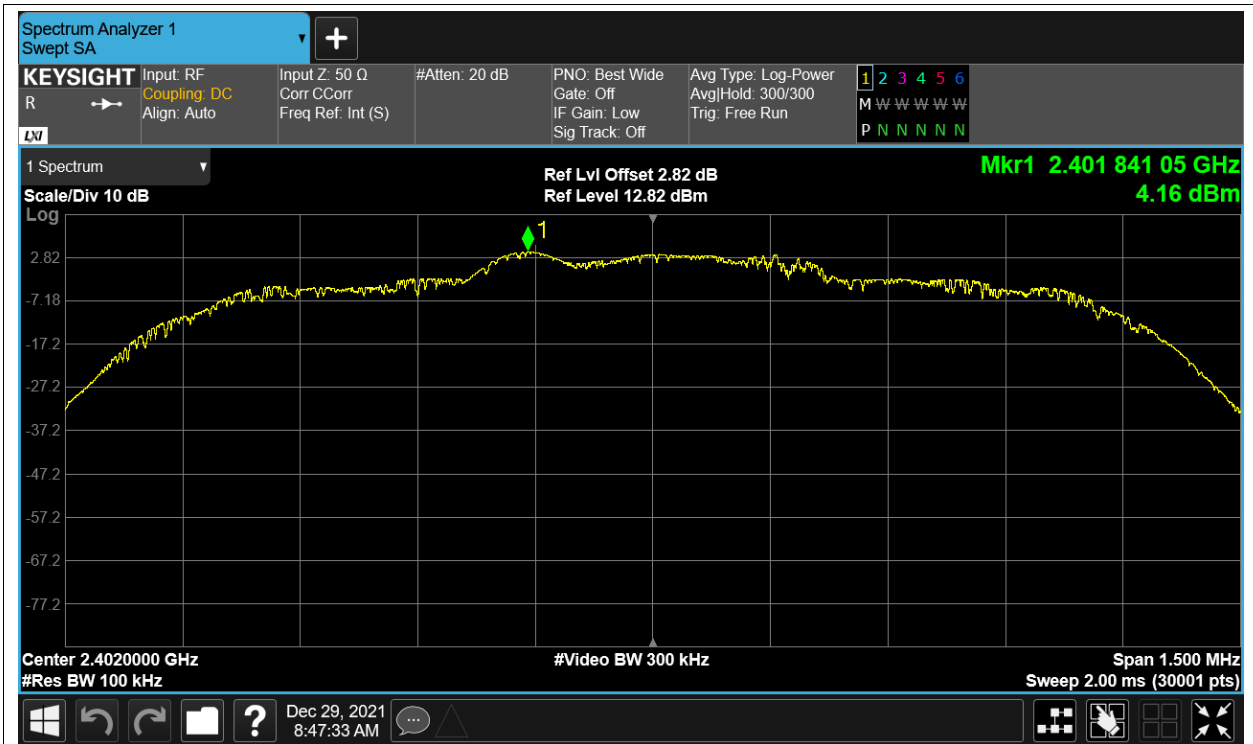 Spectrum Analyzer 1
Swept SA
KEYSIGHT
R
LXI
Input: RF
Coupling: DC
Align: Auto
Input Z: 50 Ω
Corr CCorr
Freq Ref: Int (S)
#Atten: 20 dB
PNO: Best Wide
Gate: Off
IF Gain: Low
Sig Track: Off
Avg Type: Log-Power
Avg|Hold: 300/300
Trig: Free Run
1 2 3 4 5 6
M W W W W W
P N N N N N
1 Spectrum
Scale/Div 10 dB
Log
Ref Lvl Offset 2.82 dB
Ref Level 12.82 dBm
Mkr1 2.401 841 05 GHz
4.16 dBm
1
2.82
-7.18
-17.2
-27.2
-37.2
-47.2
-57.2
-67.2
-77.2
Center 2.4020000 GHz
#Video BW 300 kHz
Span 1.500 MHz
#Res BW 100 kHz
Sweep 2.00 ms (30001 pts)
?
Dec 29, 2021
8:47:33 AM